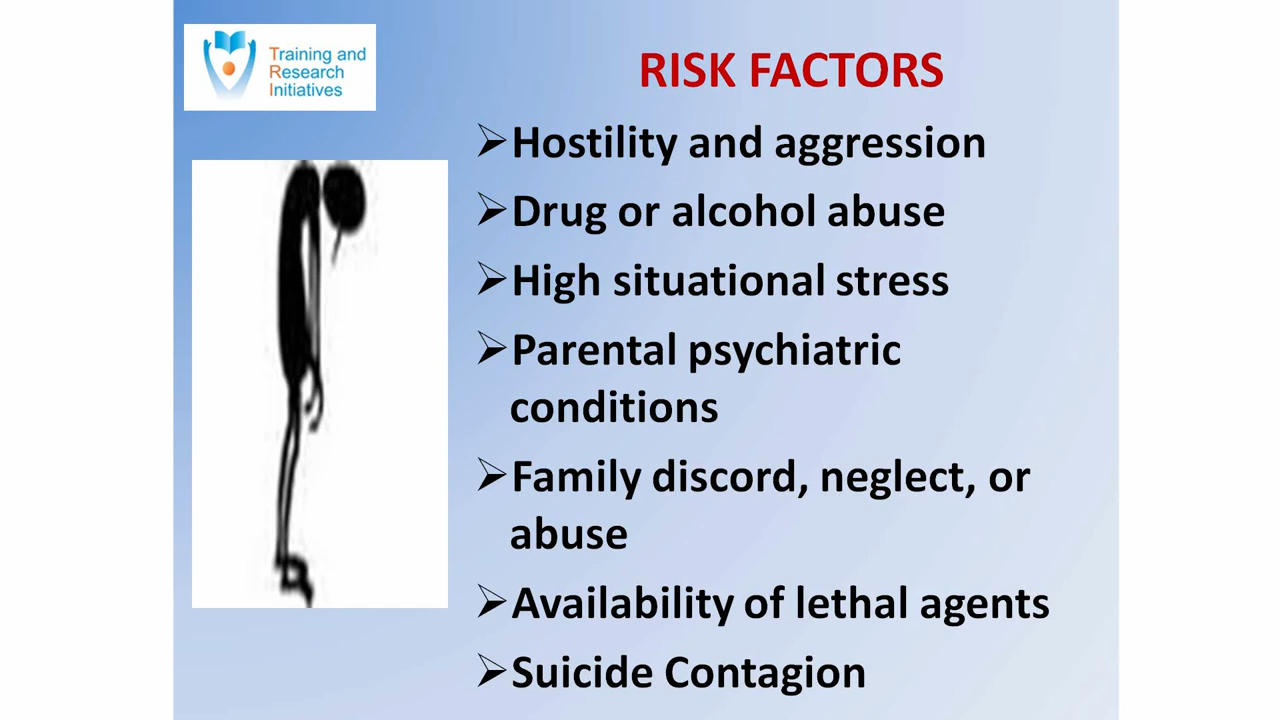 Training and
Research
Initiatives
RISK FACTORS
➢Hostility and aggression
➢Drug or alcohol abuse
➢High situational stress
➢Parental psychiatric
conditions
➢Family discord, neglect, or
abuse
➢Availability of lethal agents
➢Suicide Contagion